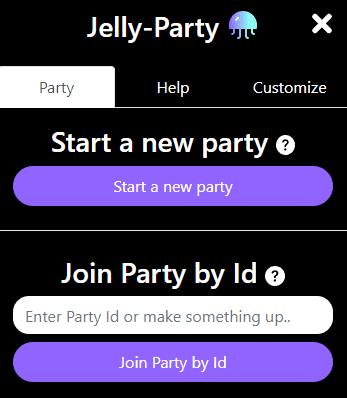 Jelly-Party
Party Help Customize
Start a new party ?
Start a new party
Join Party by Id ?
Enter Party Id or make something up..
Join Party by Id